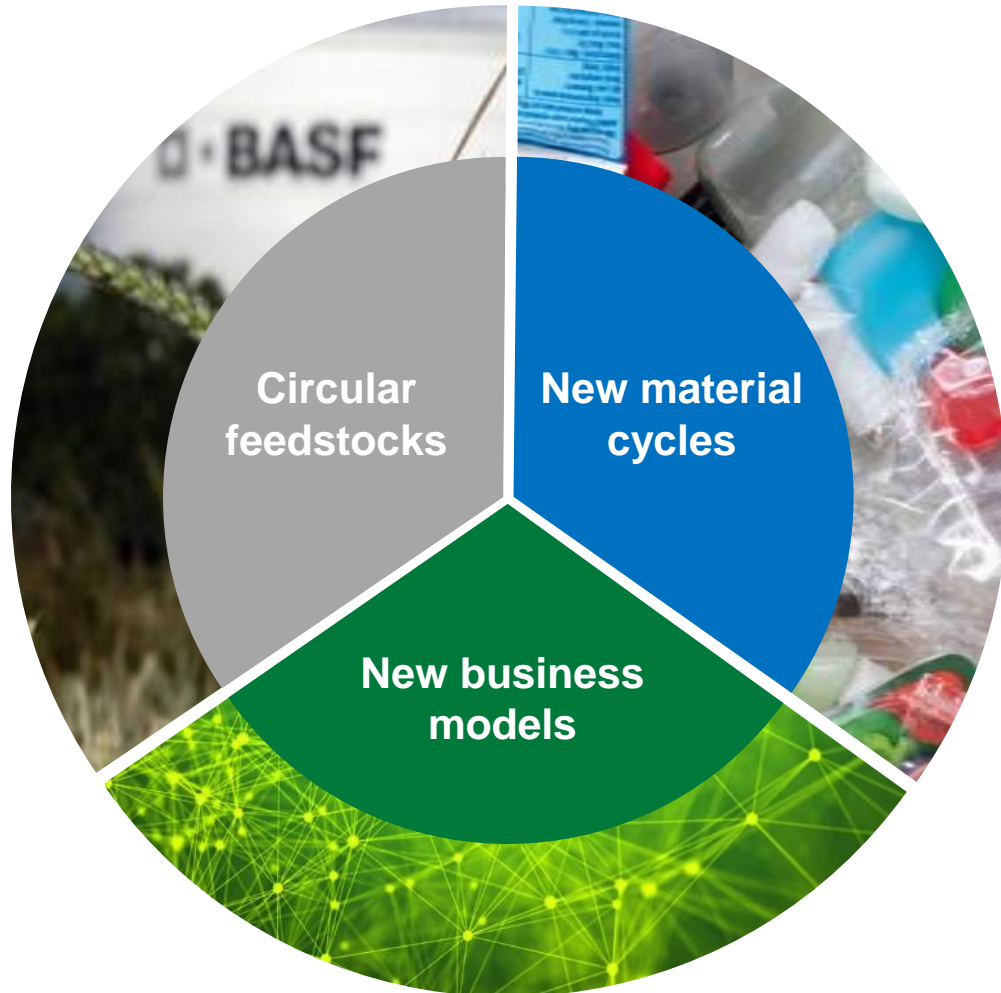 BASF
Circular
feedstocks
New material
cycles
New business
models